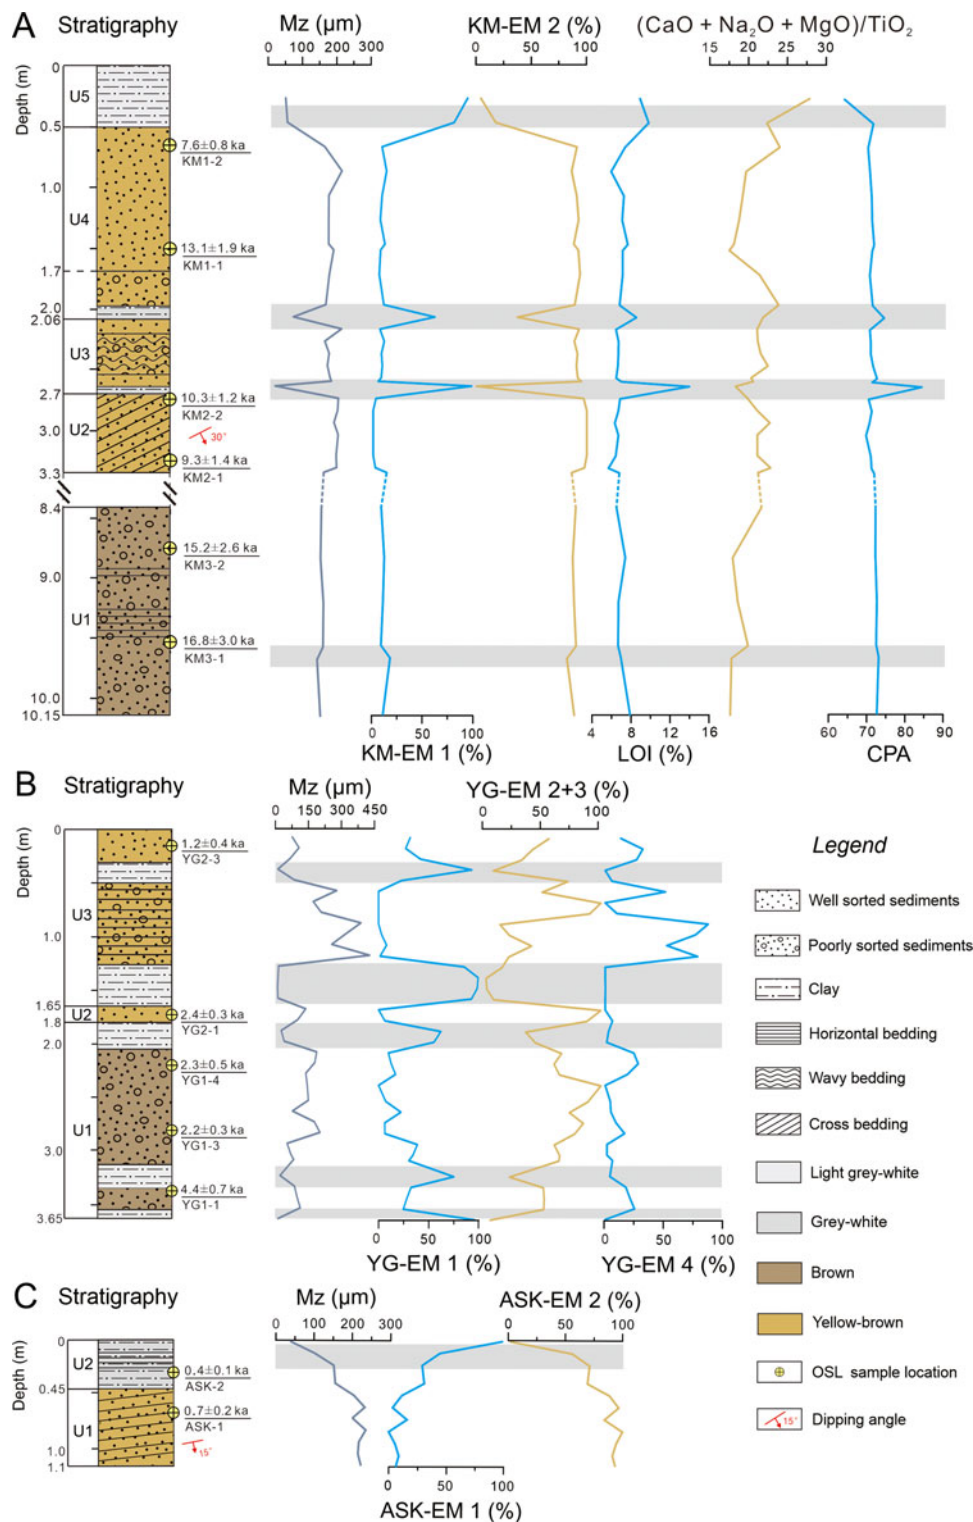 A
Stratigraphy
Mz (µm)
0 150 300
KM-EM 2 (%)
0 50 100
(CaO + Na₂O + MgO)/TiO₂
15 20 25 30
Depth (m)
0
0.5
1.0
1.7
2.0
2.06
2.7
3.0
3.3
8.4
9.0
10.0
10.15
U5
U4
U3
U2
U1
7.6±0.8 ka
KM1-2
13.1±1.9 ka
KM1-1
10.3±1.2 ka
KM2-2
30°
9.3±1.4 ka
KM2-1
15.2±2.6 ka
KM3-2
16.8±3.0 ka
KM3-1
0 50 100
KM-EM 1 (%)
4 8 12 16
LOI (%)
60 70 80 90
CPA
B
Stratigraphy
Mz (µm)
0 150 300 450
YG-EM 2+3 (%)
0 50 100
Depth (m)
0
1.0
1.65
1.8
2.0
3.0
3.65
U3
U2
U1
1.2±0.4 ka
YG2-3
2.4±0.3 ka
YG2-1
2.3±0.5 ka
YG1-4
2.2±0.3 ka
YG1-3
4.4±0.7 ka
YG1-1
0 50 100
YG-EM 1 (%)
0 50 100
YG-EM 4 (%)
Legend
Well sorted sediments
Poorly sorted sediments
Clay
Horizontal bedding
Wavy bedding
Cross bedding
Light grey-white
Grey-white
Brown
Yellow-brown
OSL sample location
15°
Dipping angle
C
Stratigraphy
Mz (µm)
0 100 200 300
ASK-EM 2 (%)
0 50 100
Depth (m)
0
0.45
1.0
1.1
U2
U1
0.4±0.1 ka
ASK-2
0.7±0.2 ka
ASK-1
15°
0 50 100
ASK-EM 1 (%)